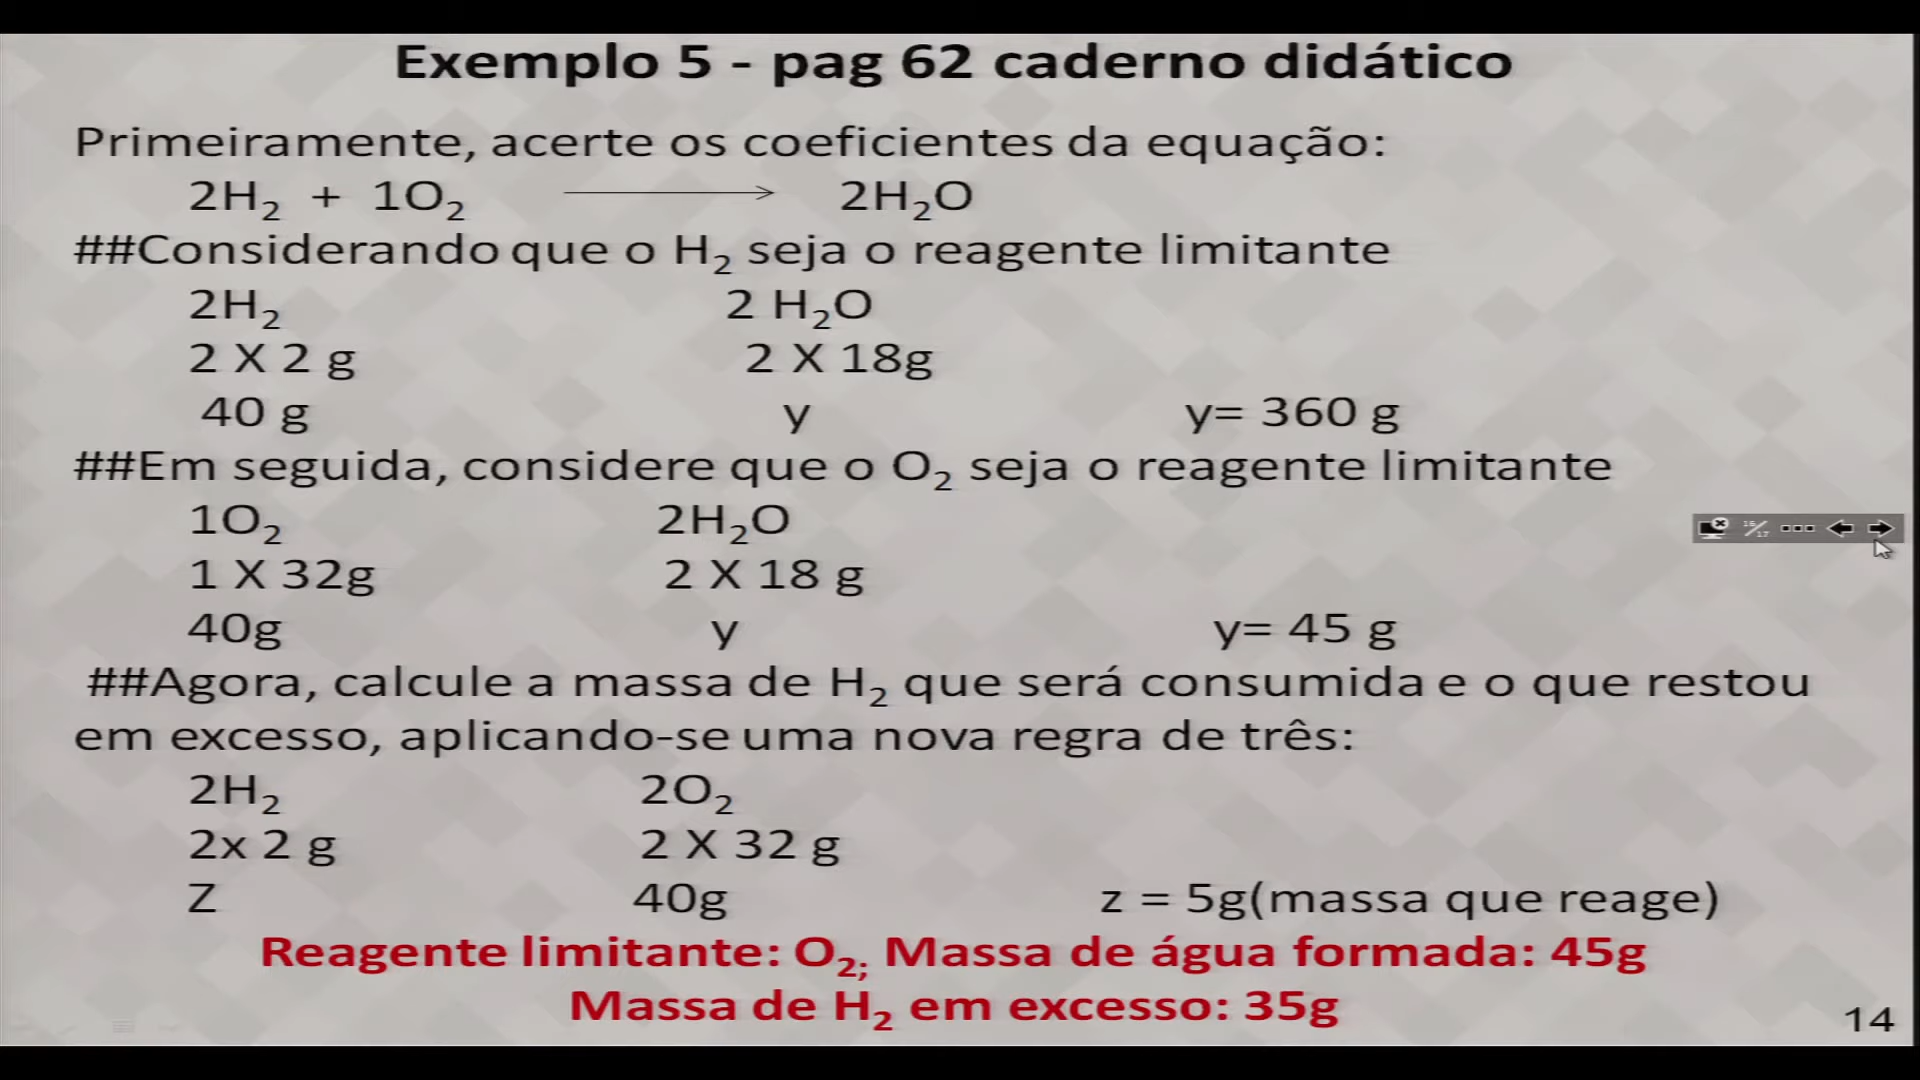 Exemplo 5 - pag 62 caderno didático
Primeiramente, acerte os coeficientes da equação:
2H₂ + 1O₂ → 2H₂O
##Considerando que o H₂ seja o reagente limitante
2H₂ 2 H₂O
2 X 2 g 2 X 18g
40 g y y= 360 g
##Em seguida, considere que o O₂ seja o reagente limitante
1O₂ 2H₂O
1 X 32g 2 X 18 g
40g y y= 45 g
##Agora, calcule a massa de H₂ que será consumida e o que restou
em excesso, aplicando-se uma nova regra de três:
2H₂ 2O₂
2x 2 g 2 X 32 g
Z 40g z = 5g(massa que reage)
Reagente limitante: O₂; Massa de água formada: 45g
Massa de H₂ em excesso: 35g
14
16/17